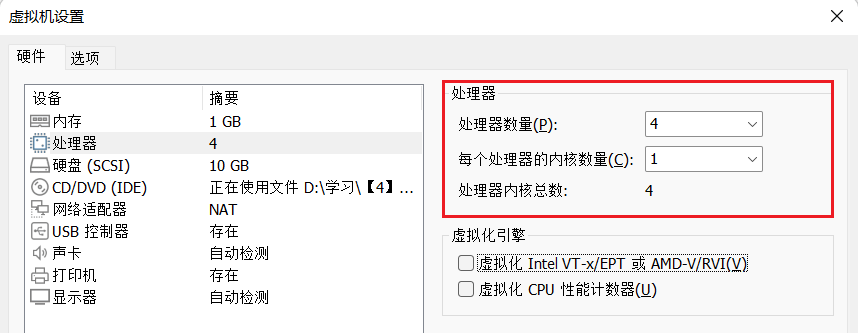 虚拟机设置
硬件 选项
设备 摘要
内存 1 GB
处理器 4
硬盘 (SCSI) 10 GB
CD/DVD (IDE) 正在使用文件 D:\学习\【4】...
网络适配器 NAT
USB 控制器 存在
声卡 自动检测
打印机 存在
显示器 自动检测
处理器
处理器数量(P): 4
每个处理器的内核数量(C): 1
处理器内核总数: 4
虚拟化引擎
虚拟化 Intel VT-x/EPT 或 AMD-V/RVI(V)
虚拟化 CPU 性能计数器(U)